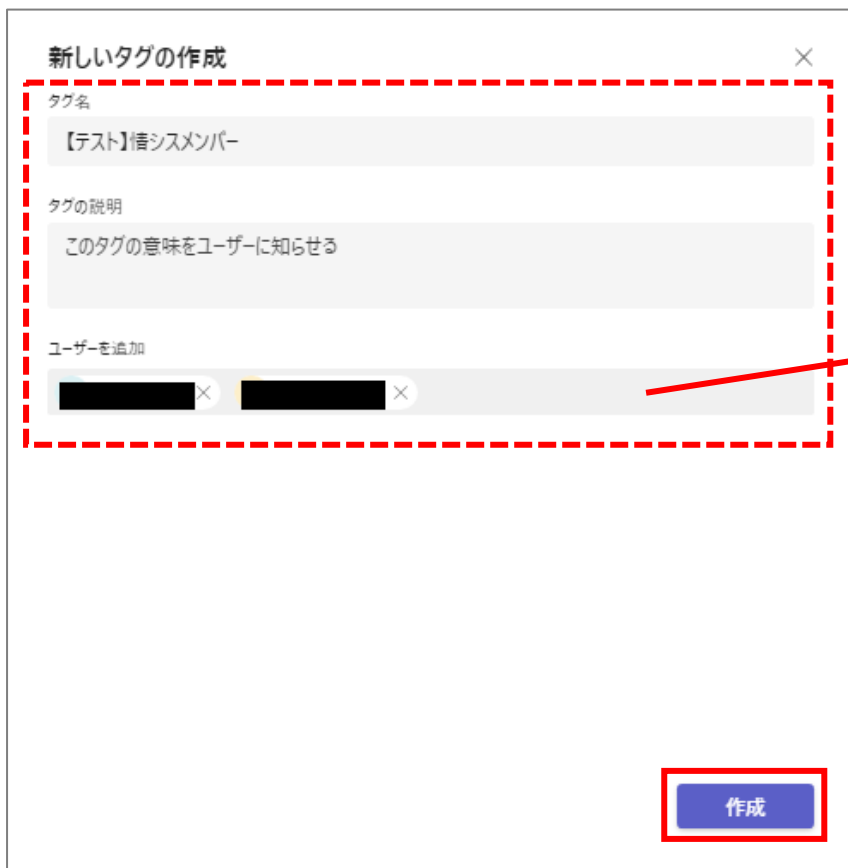 新しいタグの作成
タグ名
【テスト】情シスメンバー
タグの説明
このタグの意味をユーザーに知らせる
ユーザーを追加
作成